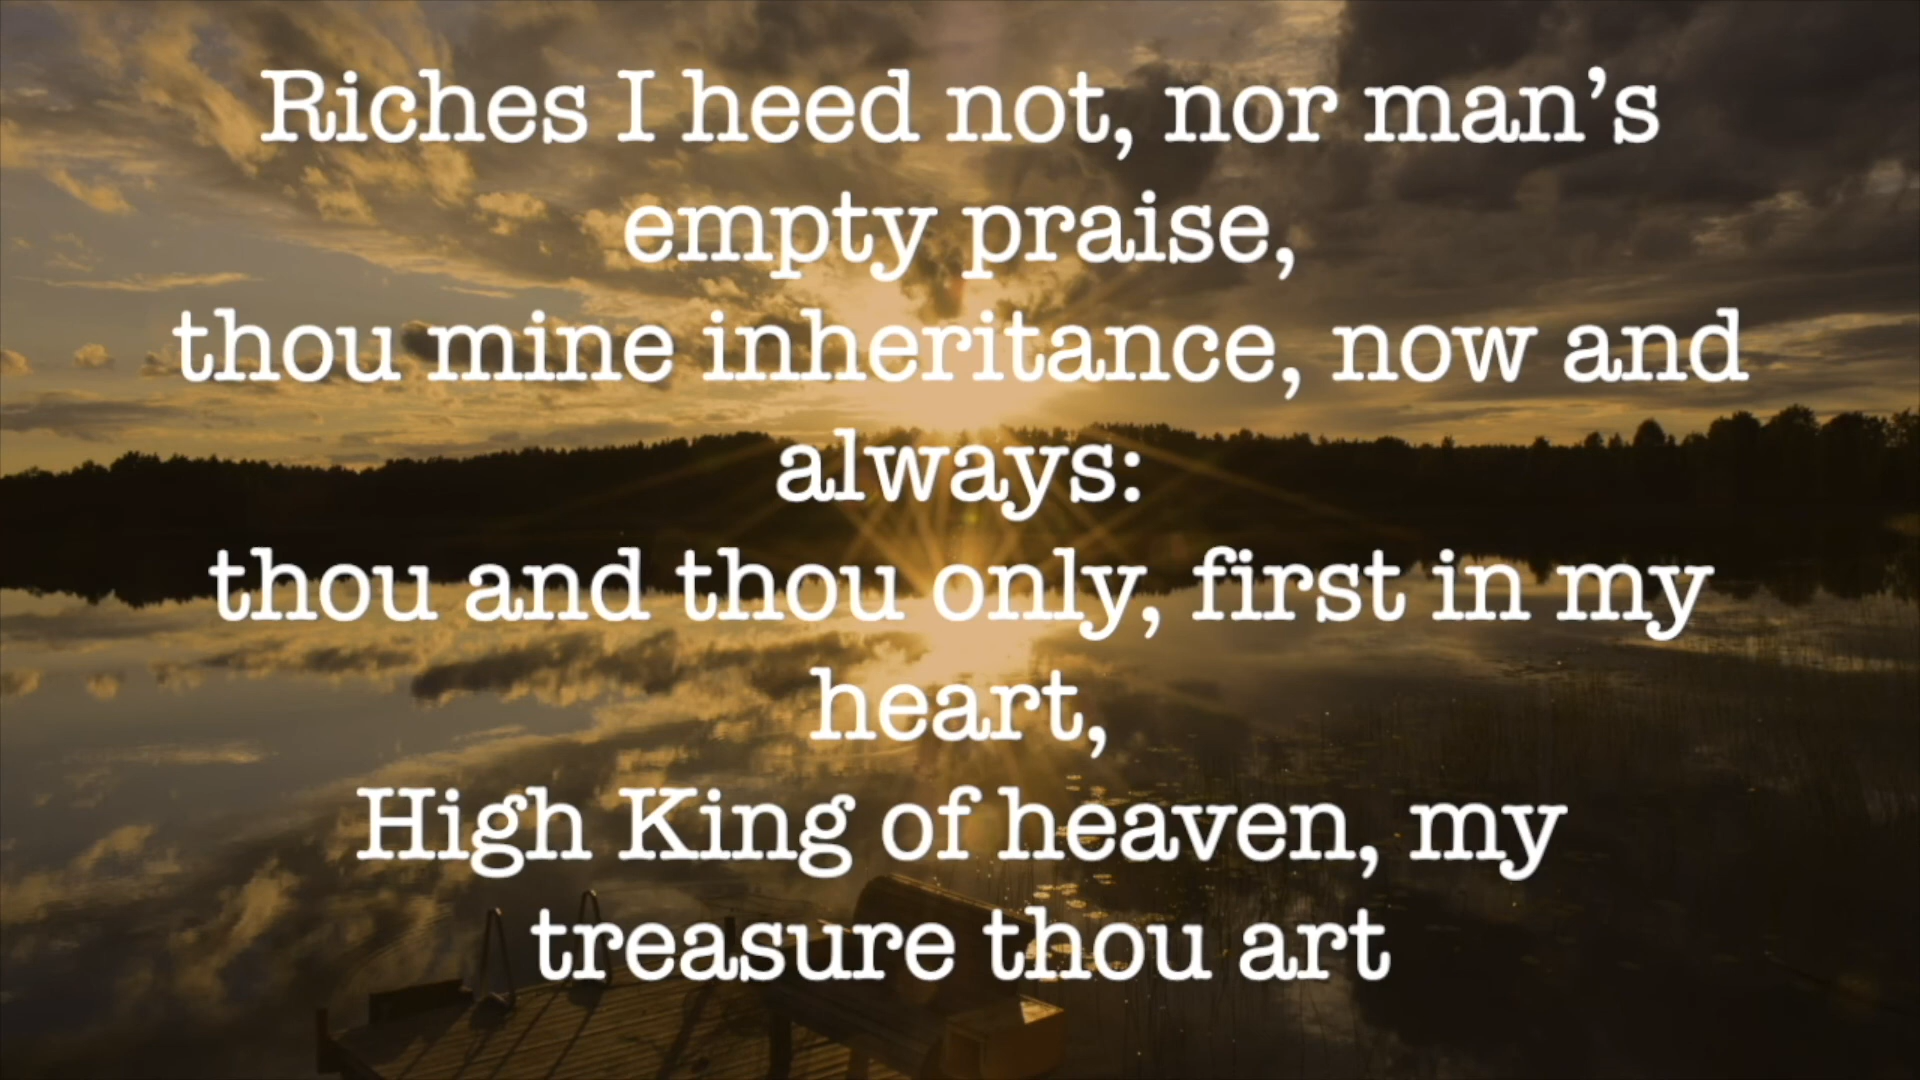 Riches I heed not, nor man’s
empty praise,
thou mine inheritance, now and
always:
thou and thou only, first in my
heart,
High King of heaven, my
treasure thou art